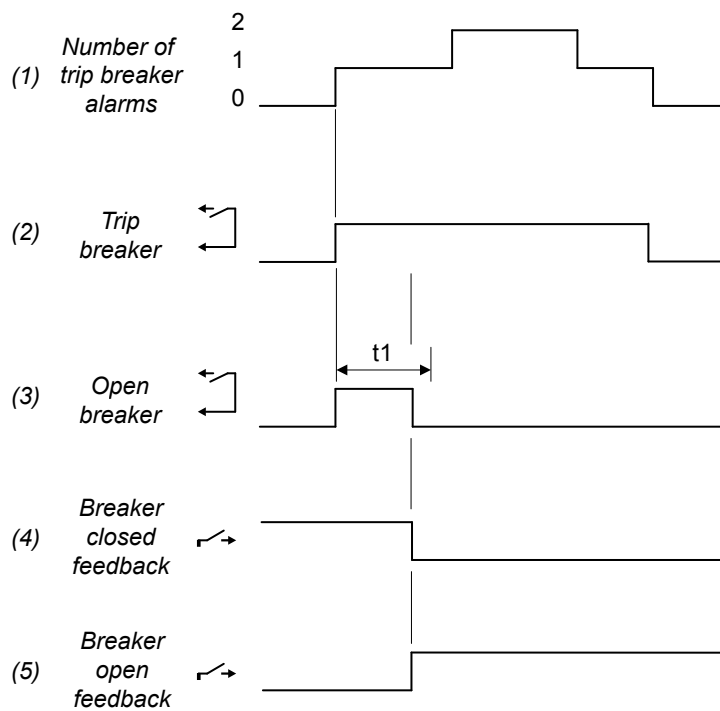 2
Number of
(1) trip breaker 1
alarms 0
Trip
(2) breaker
t1
Open
(3) breaker
Breaker
(4) closed
feedback
Breaker
(5) open
feedback